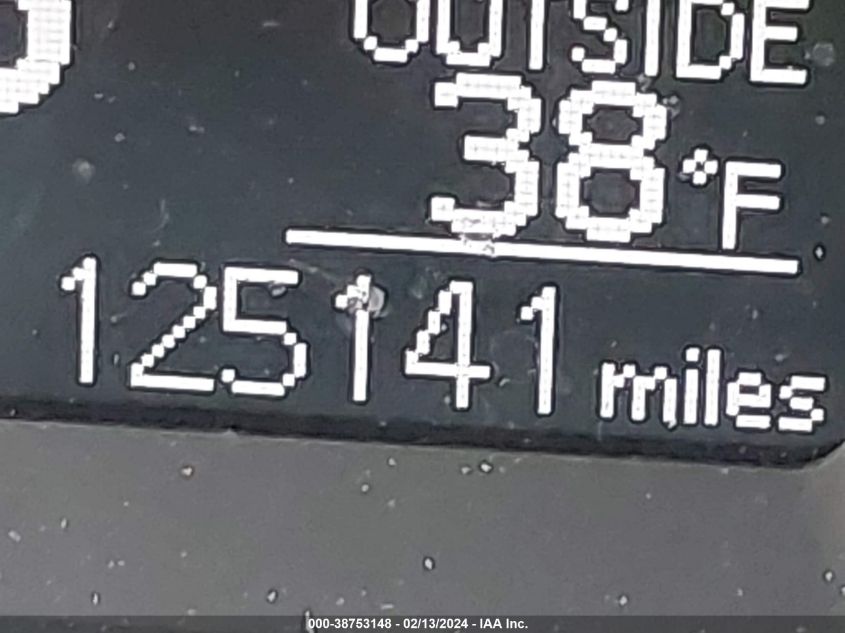 OUTSIDE
38°F
125141 miles
000-38753148 - 02/13/2024 - IAA Inc.